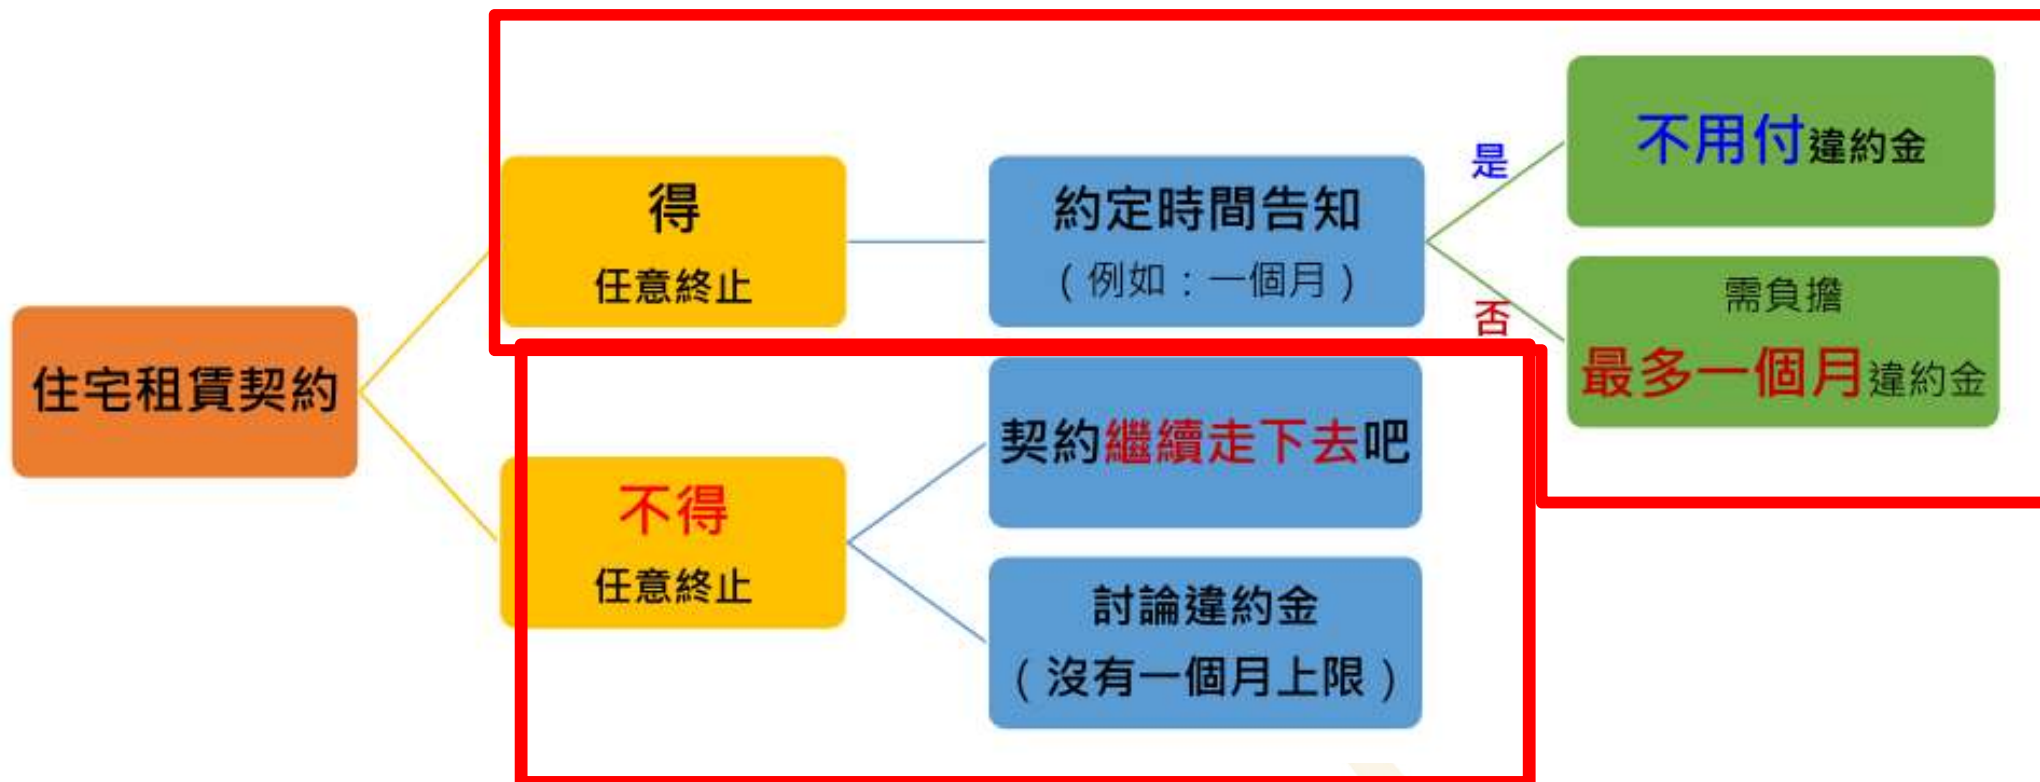 住宅租賃契約
得
任意終止
約定時間告知
（例如：一個月）
是
不用付違約金
否
需負擔
最多一個月違約金
不得
任意終止
契約繼續走下去吧
討論違約金
（沒有一個月上限）